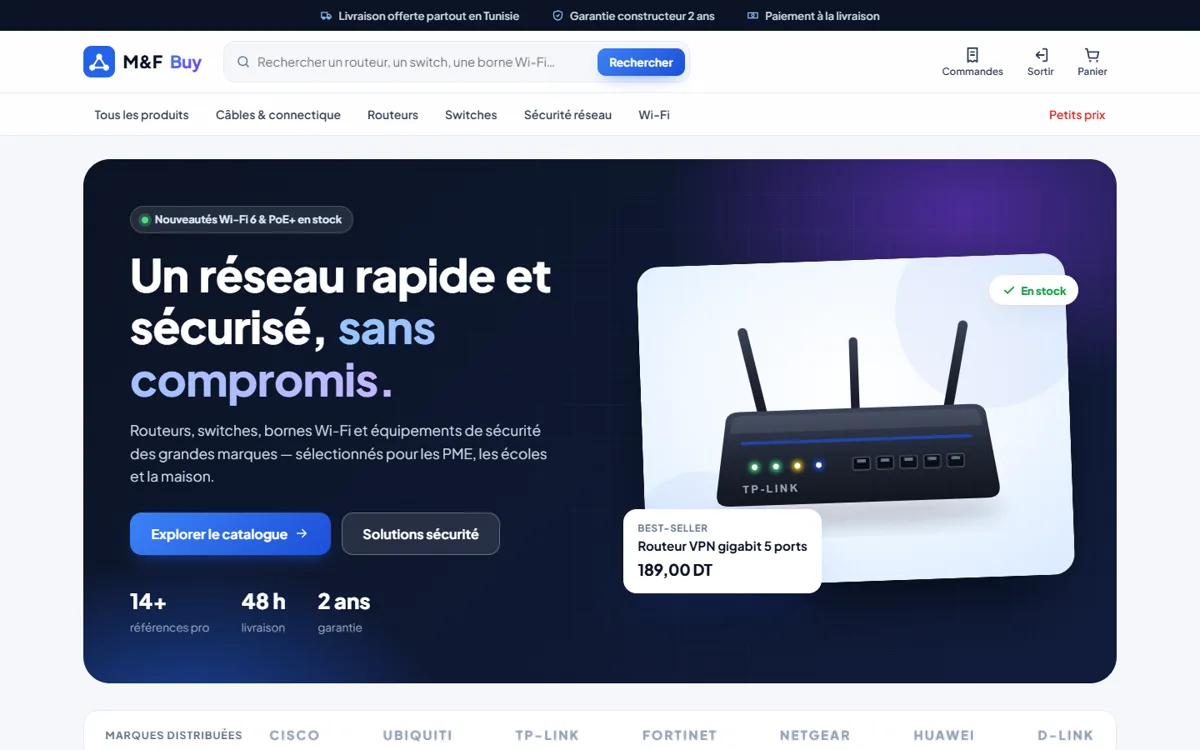 Livraison offerte partout en Tunisie
Garantie constructeur 2 ans
Paiement à la livraison
M&F Buy
Rechercher un routeur, un switch, une borne Wi-Fi…
Rechercher
Commandes
Sortir
Panier
Tous les produits
Câbles & connectique
Routeurs
Switches
Sécurité réseau
Wi-Fi
Petits prix
Nouveautés Wi-Fi 6 & PoE+ en stock
Un réseau rapide et
sécurisé, sans
compromis.
Routeurs, switches, bornes Wi-Fi et équipements de sécurité
des grandes marques — sélectionnés pour les PME, les écoles
et la maison.
Explorer le catalogue →
Solutions sécurité
14+
références pro
48 h
livraison
2 ans
garantie
En stock
TP-LINK
BEST-SELLER
Routeur VPN gigabit 5 ports
189,00 DT
MARQUES DISTRIBUÉES
CISCO
UBIQUITI
TP-LINK
FORTINET
NETGEAR
HUAWEI
D-LINK